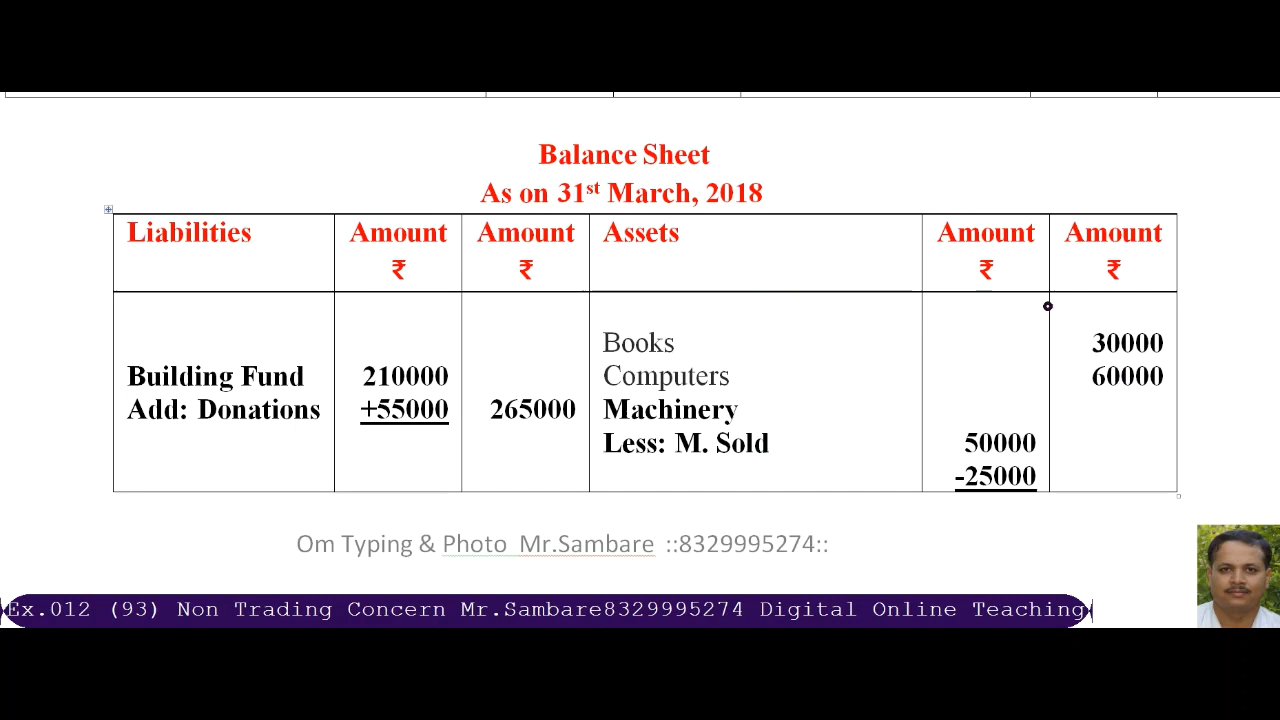 Balance Sheet
As on 31st March, 2018
Liabilities Amount ₹ Amount ₹ Assets Amount ₹ Amount ₹
Books 30000
Building Fund 210000 Computers 60000
Add: Donations +55000 265000 Machinery
Less: M. Sold 50000
-25000
Om Typing & Photo Mr.Sambare ::8329995274::
Ex.012 (93) Non Trading Concern Mr.Sambare8329995274 Digital Online Teaching